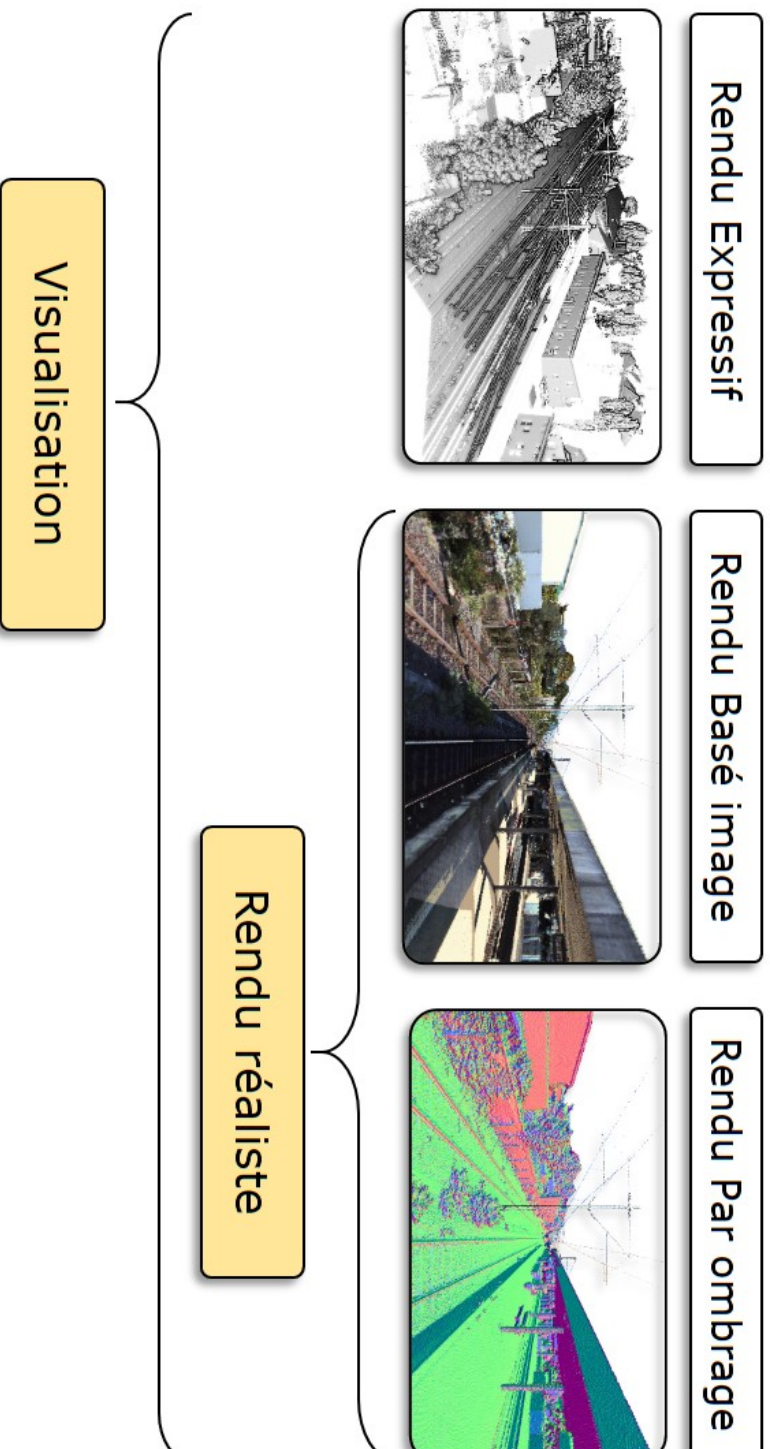 Rendu Expressif
Rendu Basé image
Rendu Par ombrage
Rendu réaliste
Visualisation